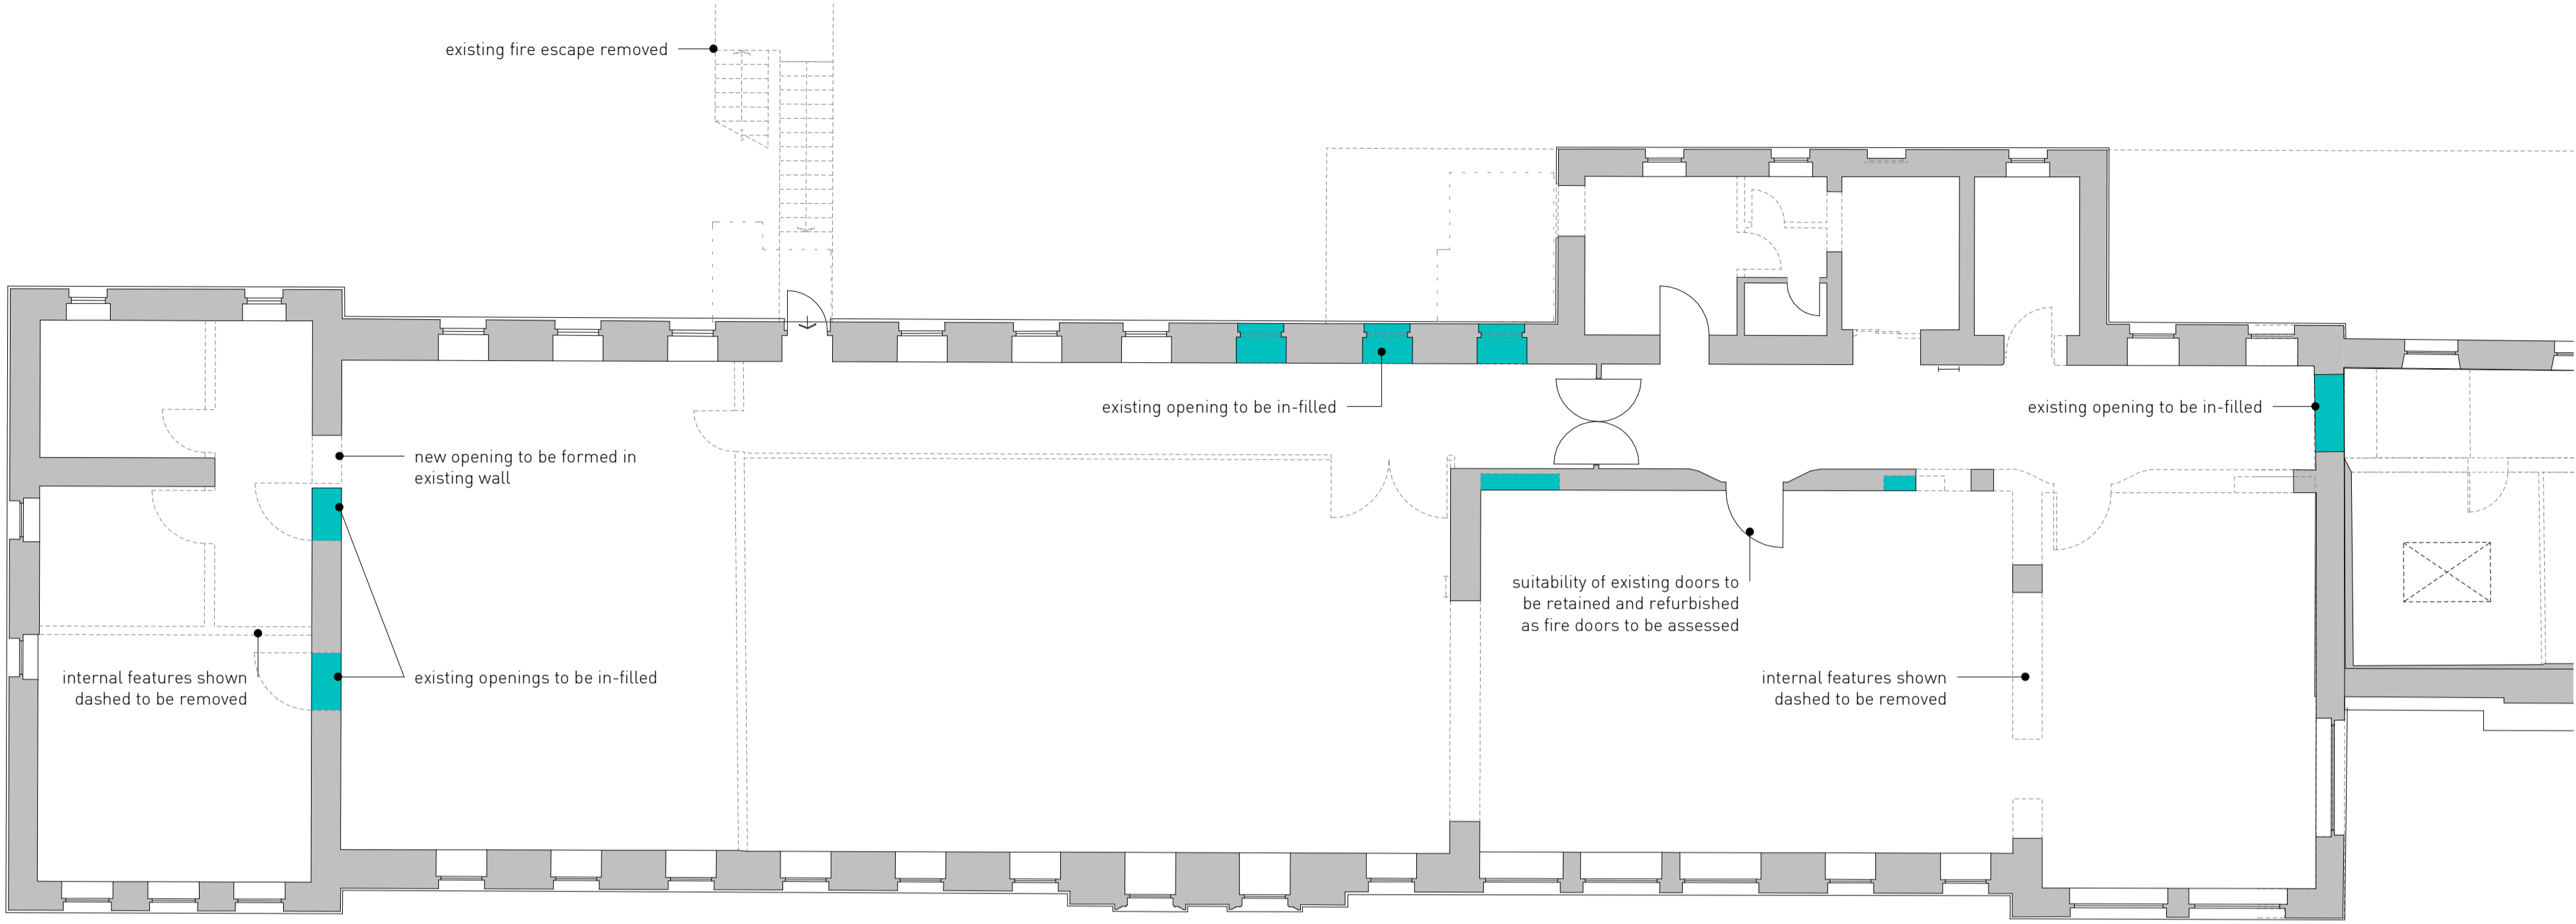 existing fire escape removed
existing opening to be in-filled
existing opening to be in-filled
new opening to be formed in
existing wall
suitability of existing doors to
be retained and refurbished
as fire doors to be assessed
internal features shown
dashed to be removed
existing openings to be in-filled
internal features shown
dashed to be removed